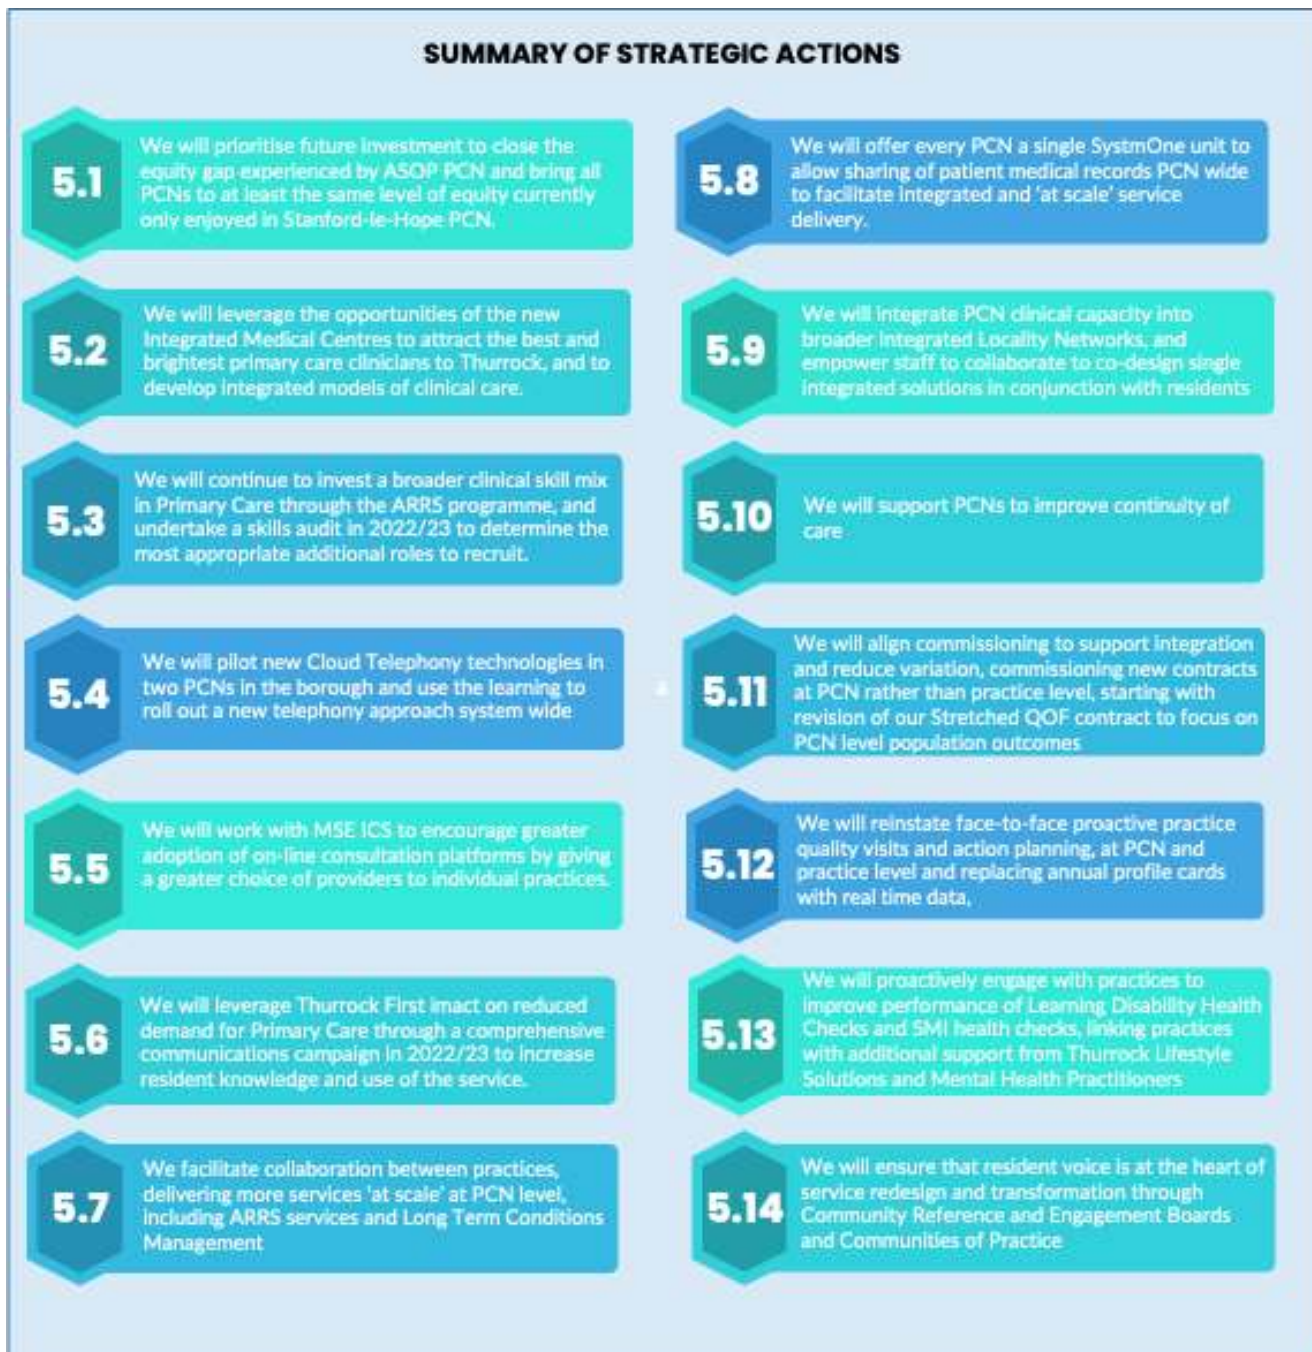 SUMMARY OF STRATEGIC ACTIONS
5.1
We will prioritise future investment to close the
equity gap experienced by ASOP PCN and bring all
PCNs to at least the same level of equity currently
only enjoyed in Stanford-le-Hope PCN.
5.2
We will leverage the opportunities of the new
Integrated Medical Centres to attract the best and
brightest primary care clinicians to Thurrock, and to
develop integrated models of clinical care.
5.3
We will continue to invest a broader clinical skill mix
in Primary Care through the ARRS programme, and
undertake a skills audit in 2022/23 to determine the
most appropriate additional roles to recruit.
5.4
We will pilot new Cloud Telephony technologies in
two PCNs in the borough and use the learning to
roll out a new telephony approach system wide
5.5
We will work with MSE ICS to encourage greater
adoption of on-line consultation platforms by giving
a greater choice of providers to individual practices.
5.6
We will leverage Thurrock First imact on reduced
demand for Primary Care through a comprehensive
communications campaign in 2022/23 to increase
resident knowledge and use of the service.
5.7
We facilitate collaboration between practices,
delivering more services 'at scale' at PCN level,
including ARRS services and Long Term Conditions
Management
5.8
We will offer every PCN a single SystmOne unit to
allow sharing of patient medical records PCN wide
to facilitate integrated and 'at scale' service
delivery.
5.9
We will integrate PCN clinical capacity into
broader Integrated Locality Networks, and
empower staff to collaborate to co-design single
integrated solutions in conjunction with residents
5.10
We will support PCNs to improve continuity of
care
5.11
We will align commissioning to support integration
and reduce variation, commissioning new contracts
at PCN rather than practice level, starting with
revision of our Stretched QOF contract to focus on
PCN level population outcomes
5.12
We will reinstate face-to-face proactive practice
quality visits and action planning, at PCN and
practice level and replacing annual profile cards
with real time data,
5.13
We will proactively engage with practices to
improve performance of Learning Disability Health
Checks and SMI health checks, linking practices
with additional support from Thurrock Lifestyle
Solutions and Mental Health Practitioners
5.14
We will ensure that resident voice is at the heart of
service redesign and transformation through
Community Reference and Engagement Boards
and Communities of Practice